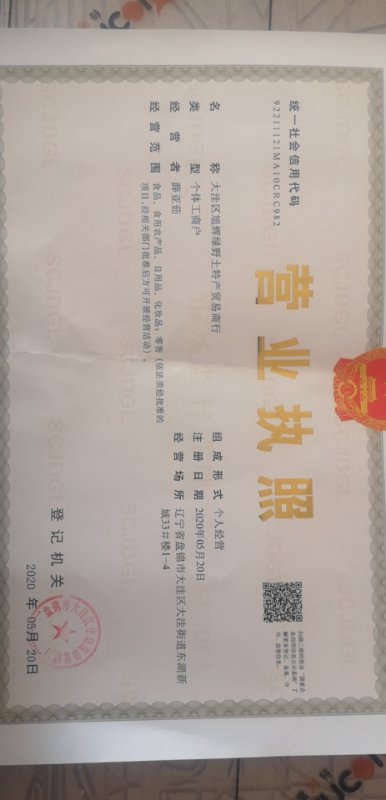 统一社会信用代码
92211121MA10CRC982
营业执照
扫描二维码登录“国家企
业信用信息公示系统”了
解更多登记、备案、许
可、监管信息。
名称 大洼区旭辉绿野土特产贸易商行
类型 个体工商户
经营者 薛亚茹
经营范围 食品、食用农产品、日用品、化妆品；零售（依法须经批准的
项目，经相关部门批准后方可开展经营活动）。
组成形式 个人经营
注册日期 2020年05月20日
经营场所 辽宁省盘锦市大洼区大洼街道东湖新
城33#楼1-4
登记机关
2020 年 05月20日